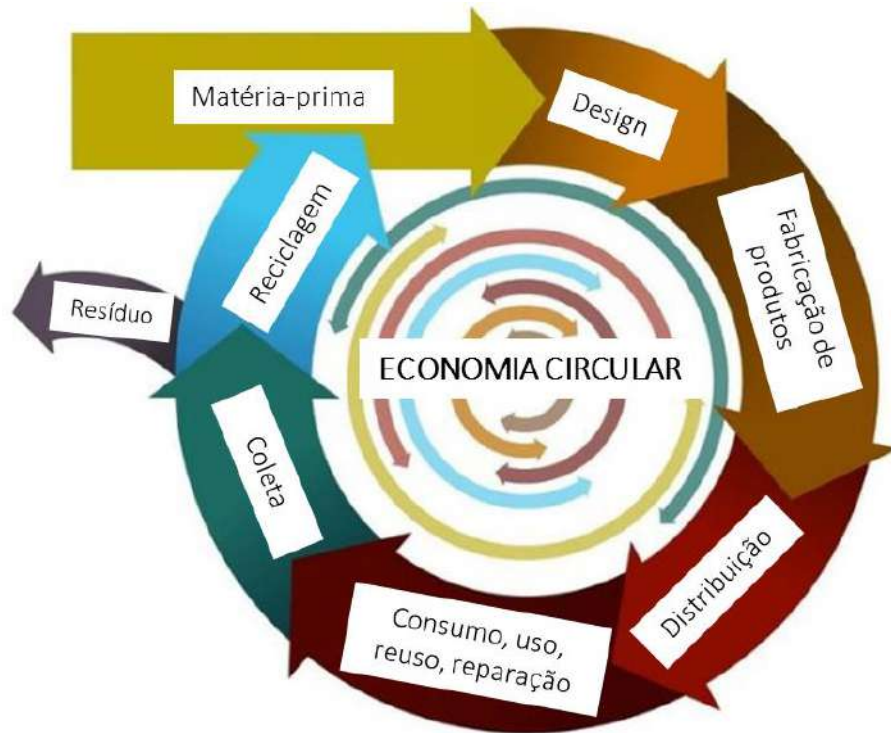 Matéria-prima
Design
Fabricação de
produtos
Distribuição
Consumo, uso,
reuso, reparação
Coleta
Reciclagem
Resíduo
ECONOMIA CIRCULAR